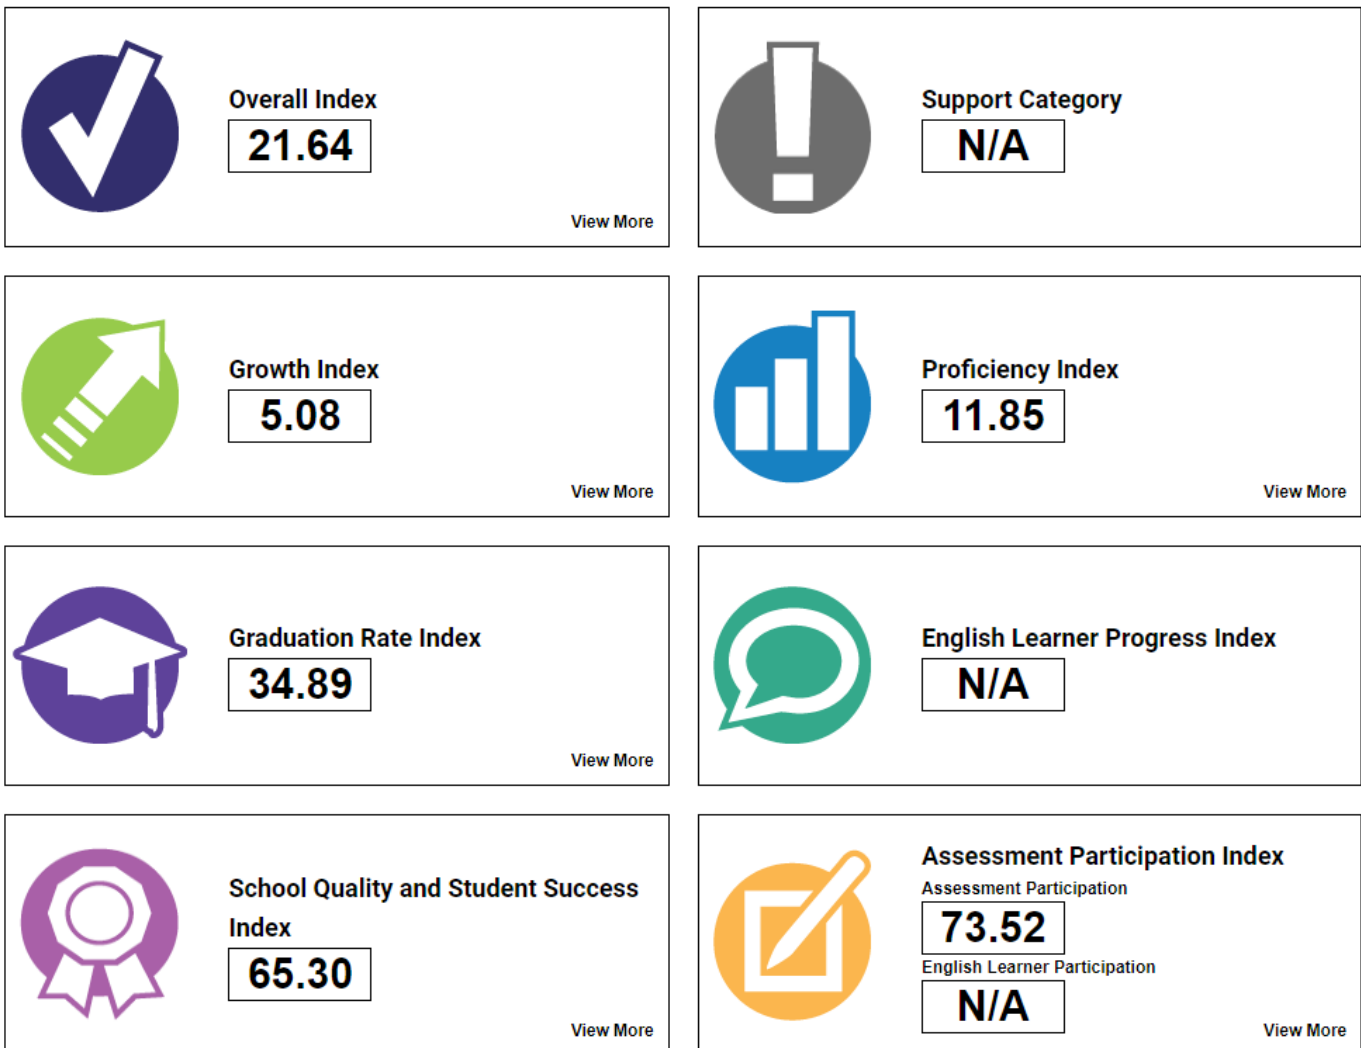 Overall Index
21.64
View More
Support Category
N/A
Growth Index
5.08
View More
Proficiency Index
11.85
View More
Graduation Rate Index
34.89
View More
English Learner Progress Index
N/A
School Quality and Student Success
Index
65.30
View More
Assessment Participation Index
Assessment Participation
73.52
English Learner Participation
N/A
View More